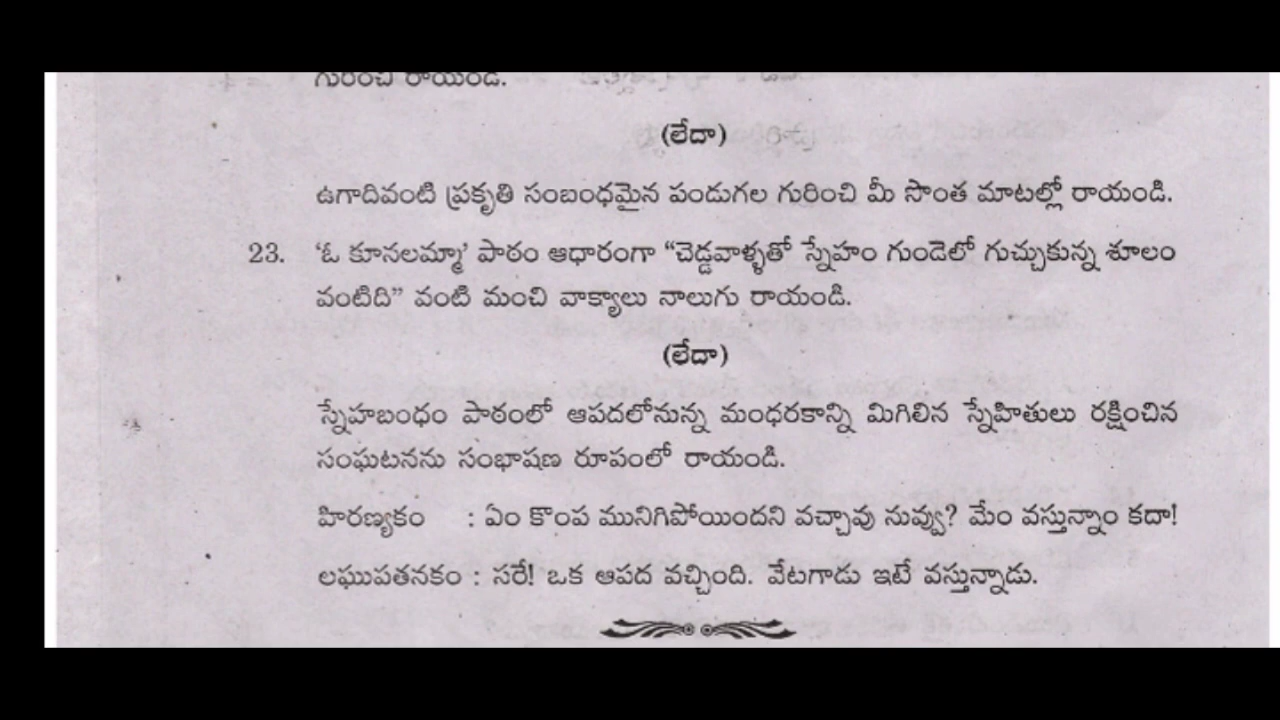 గురించి రాయండి.
(లేదా)
ఉగాదివంటి ప్రకృతి సంబంధమైన పండుగల గురించి మీ సొంత మాటల్లో రాయండి.
23. ‘ఓ కూనలమ్మా’ పాఠం ఆధారంగా “చెడ్డవాళ్ళతో స్నేహం గుండెలో గుచ్చుకున్న శూలం
వంటిది” వంటి మంచి వాక్యాలు నాలుగు రాయండి.
(లేదా)
స్నేహబంధం పాఠంలో ఆపదలోనున్న మంథరకాన్ని మిగిలిన స్నేహితులు రక్షించిన
సంఘటనను సంభాషణ రూపంలో రాయండి.
హిరణ్యకం : ఏం కొంప మునిగిపోయిందని వచ్చావు నువ్వు? మేం వస్తున్నాం కదా!
లఘుపతనకం : సరే! ఒక ఆపద వచ్చింది. వేటగాడు ఇటే వస్తున్నాడు.